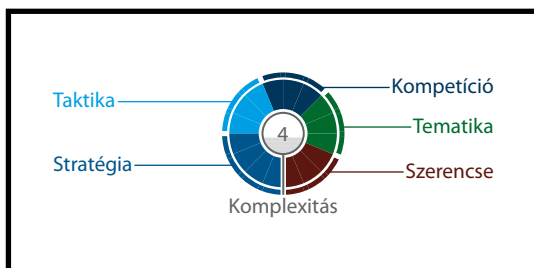 Kompetíció
Taktika
Tematika
4
Stratégia
Szerencse
Komplexitás